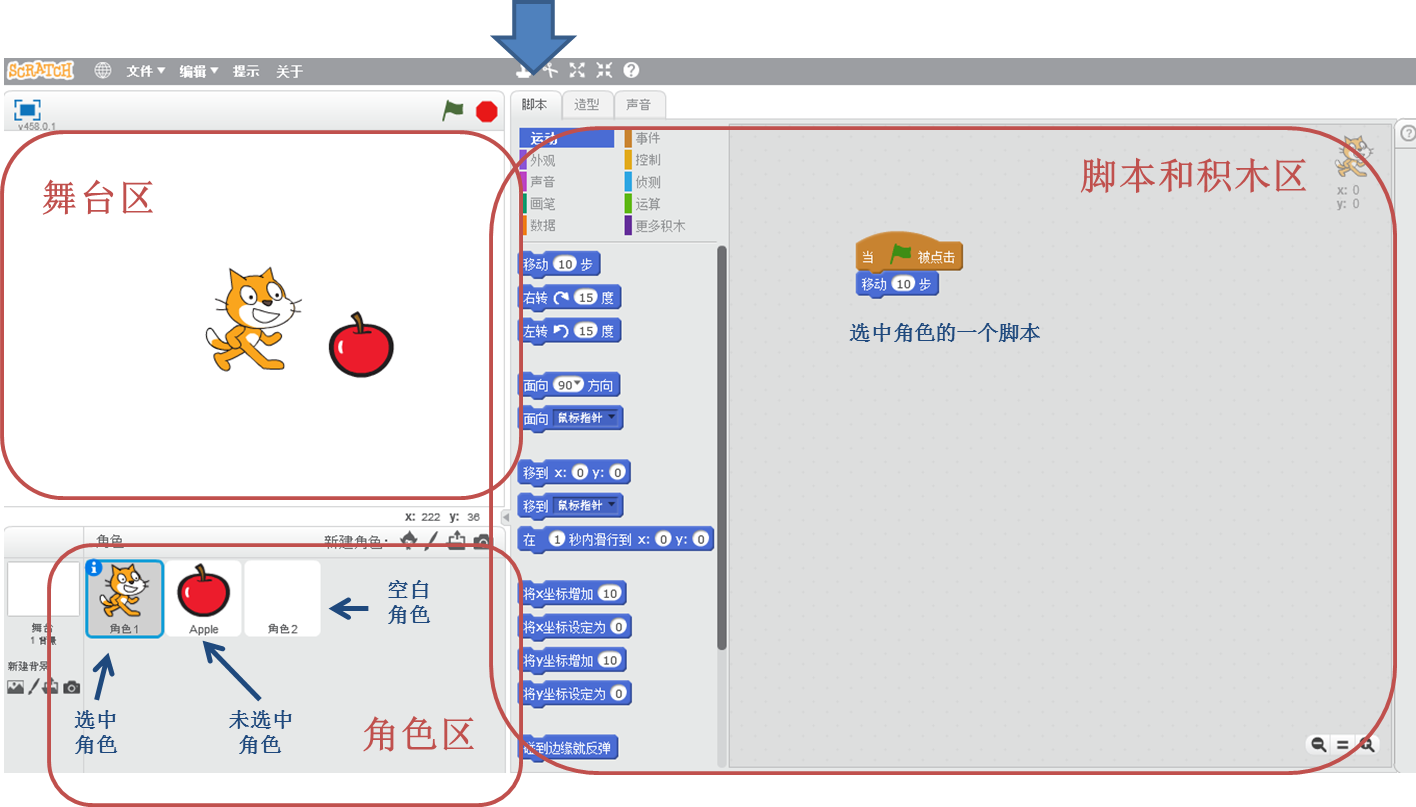 SCRATCH
文件 编辑 提示 关于
v458.0.1
舞台区
x: 222 y: 36
角色 新建角色:
舞台
1 背景
新建背景
角色1
Apple
角色2
空白
角色
选中
角色
未选中
角色
角色区
脚本 造型 声音
运动 事件
外观 控制
声音 侦测
画笔 运算
数据 更多积木
移动 10 步
右转 15 度
左转 15 度
面向 90 方向
面向 鼠标指针
移到 x: 0 y: 0
移到 鼠标指针
在 1 秒内滑行到 x: 0 y: 0
将x坐标增加 10
将x坐标设定为 0
将y坐标增加 10
将y坐标设定为 0
碰到边缘就反弹
脚本和积木区
x: 0
y: 0
当 被点击
移动 10 步
选中角色的一个脚本